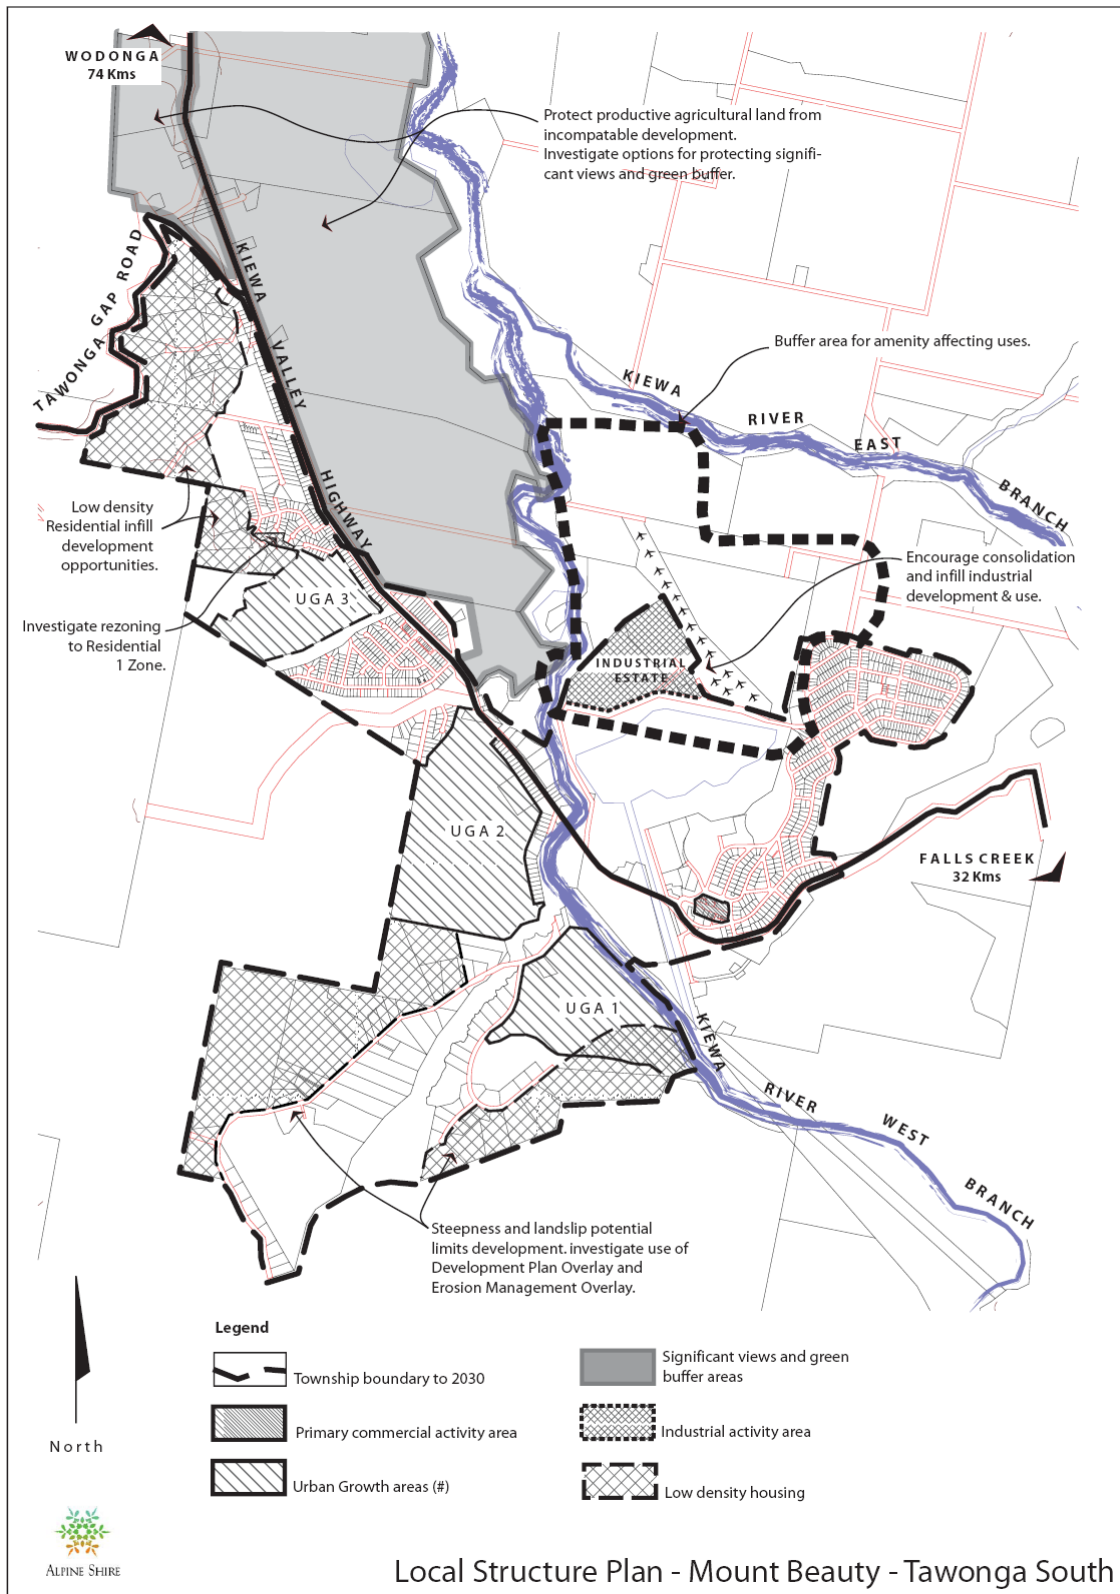 WODONGA
74 Kms
Protect productive agricultural land from
incompatable development.
Investigate options for protecting signifi-
cant views and green buffer.
TAWONGA GAP ROAD
KIEWA VALLEY HIGHWAY
Buffer area for amenity affecting uses.
KIEWA RIVER EAST BRANCH
Low density
Residential infill
development
opportunities.
Encourage consolidation
and infill industrial
development & use.
UGA 3
Investigate rezoning
to Residential
1 Zone.
INDUSTRIAL
ESTATE
UGA 2
FALLS CREEK
32 Kms
UGA 1
KIEWA RIVER WEST BRANCH
Steepness and landslip potential
limits development. investigate use of
Development Plan Overlay and
Erosion Management Overlay.
North
Legend
Township boundary to 2030
Primary commercial activity area
Urban Growth areas (#)
Significant views and green
buffer areas
Industrial activity area
Low density housing
ALPINE SHIRE
Local Structure Plan - Mount Beauty - Tawonga South